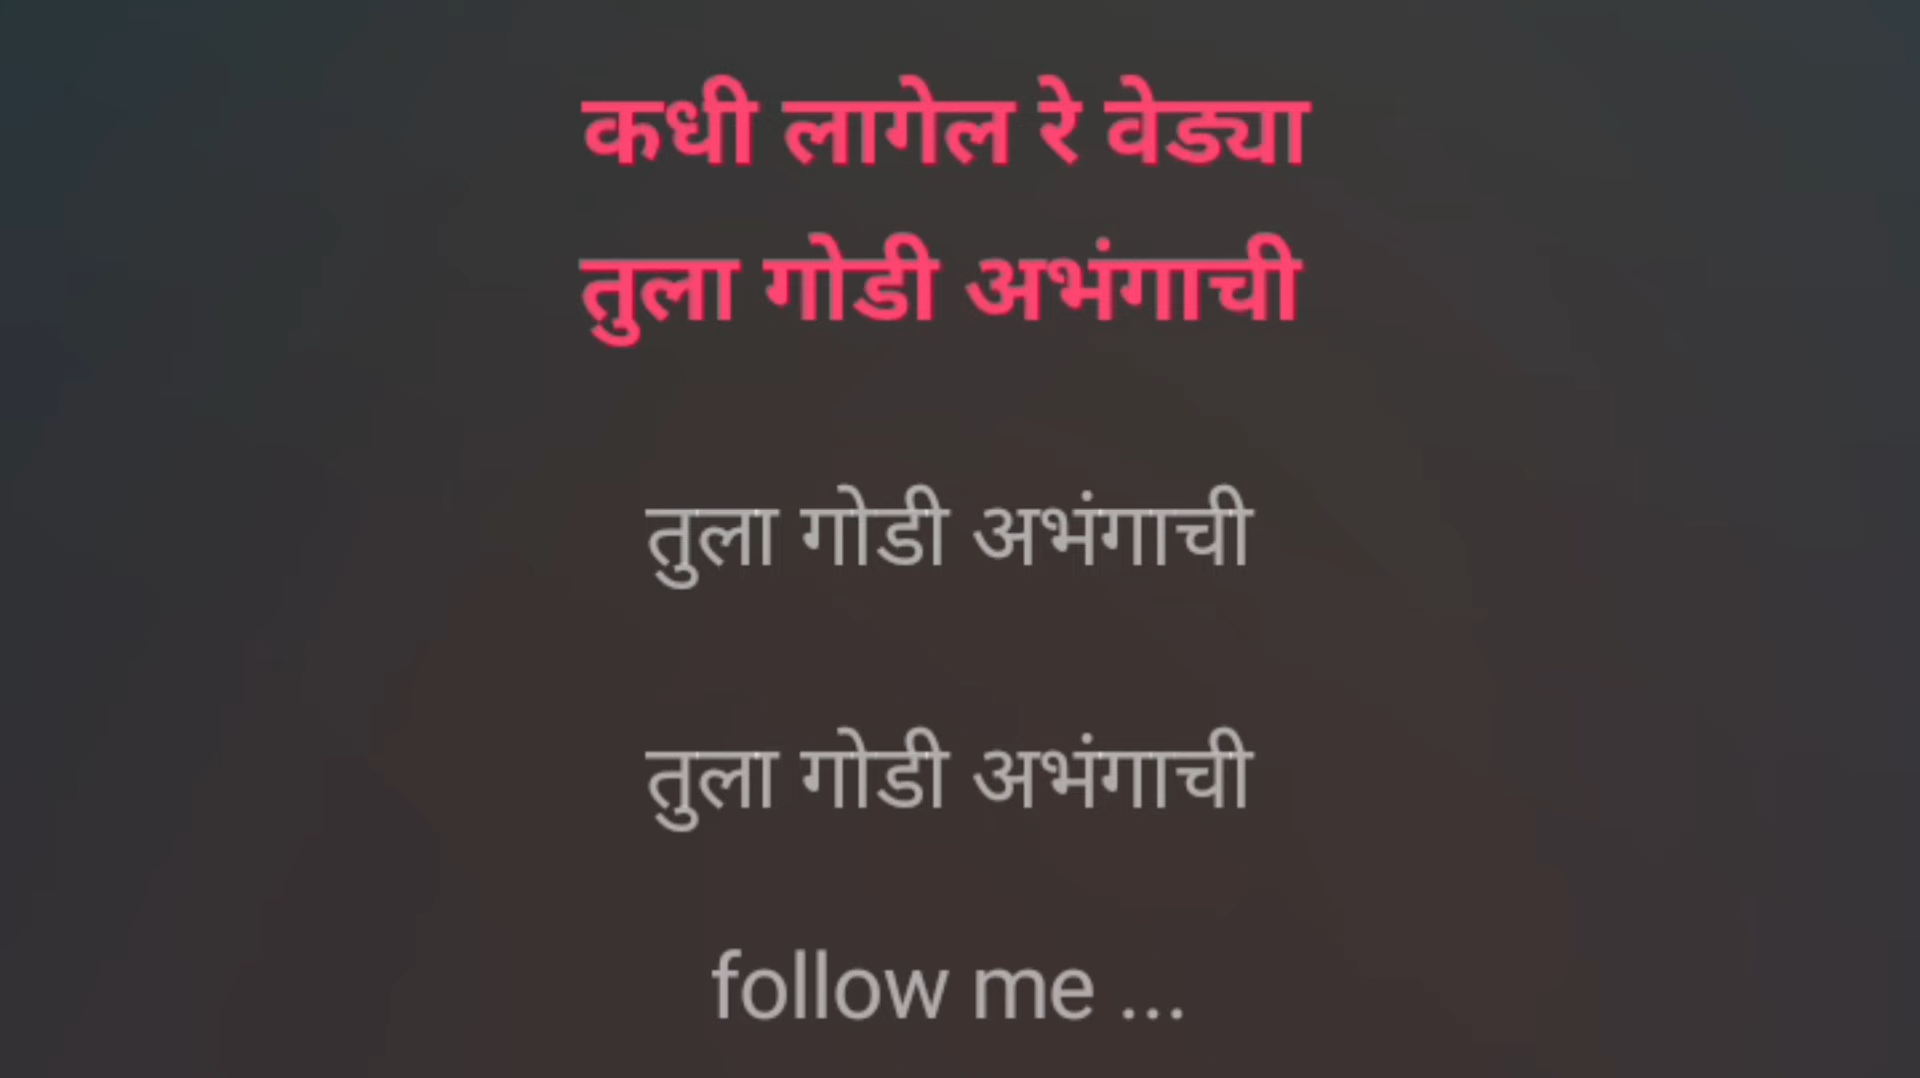 कधी लागेल रे वेड्या
तुला गोडी अभंगाची
तुला गोडी अभंगाची
तुला गोडी अभंगाची
follow me ...